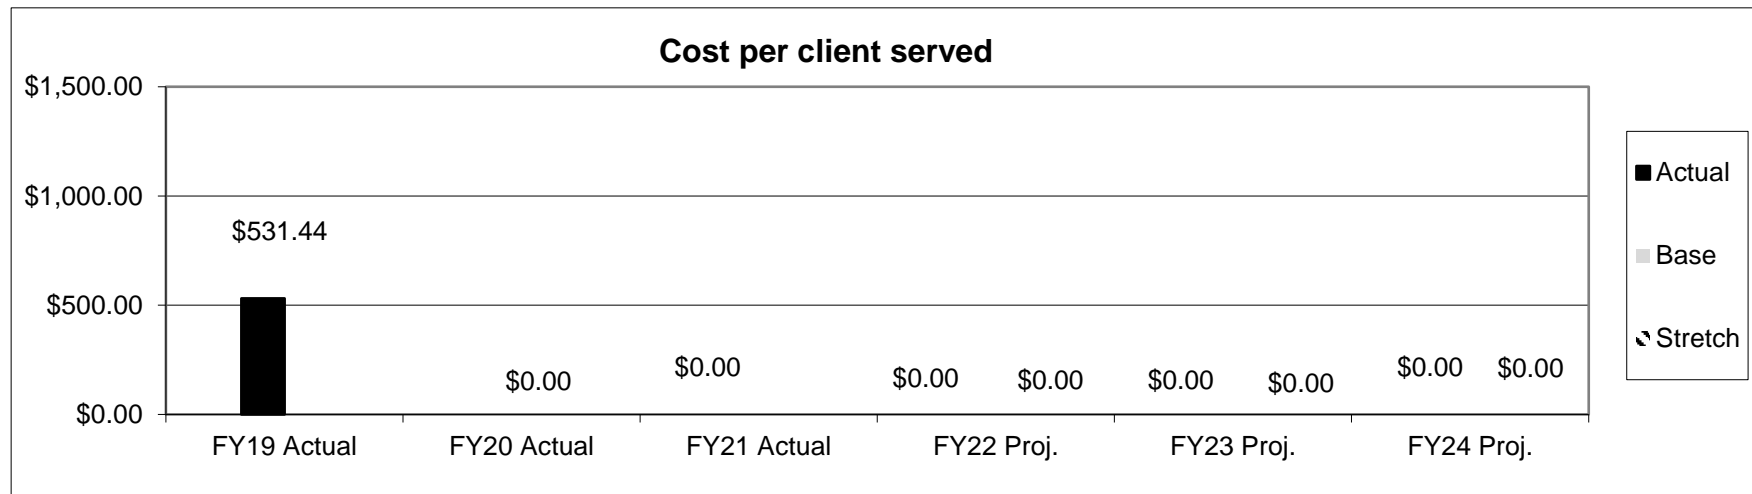 Cost per client served
$1,500.00
$1,000.00
$500.00
$0.00
$531.44
$0.00
$0.00
$0.00
$0.00
$0.00
$0.00
$0.00
$0.00
FY19 Actual
FY20 Actual
FY21 Actual
FY22 Proj.
FY23 Proj.
FY24 Proj.
Actual
Base
Stretch